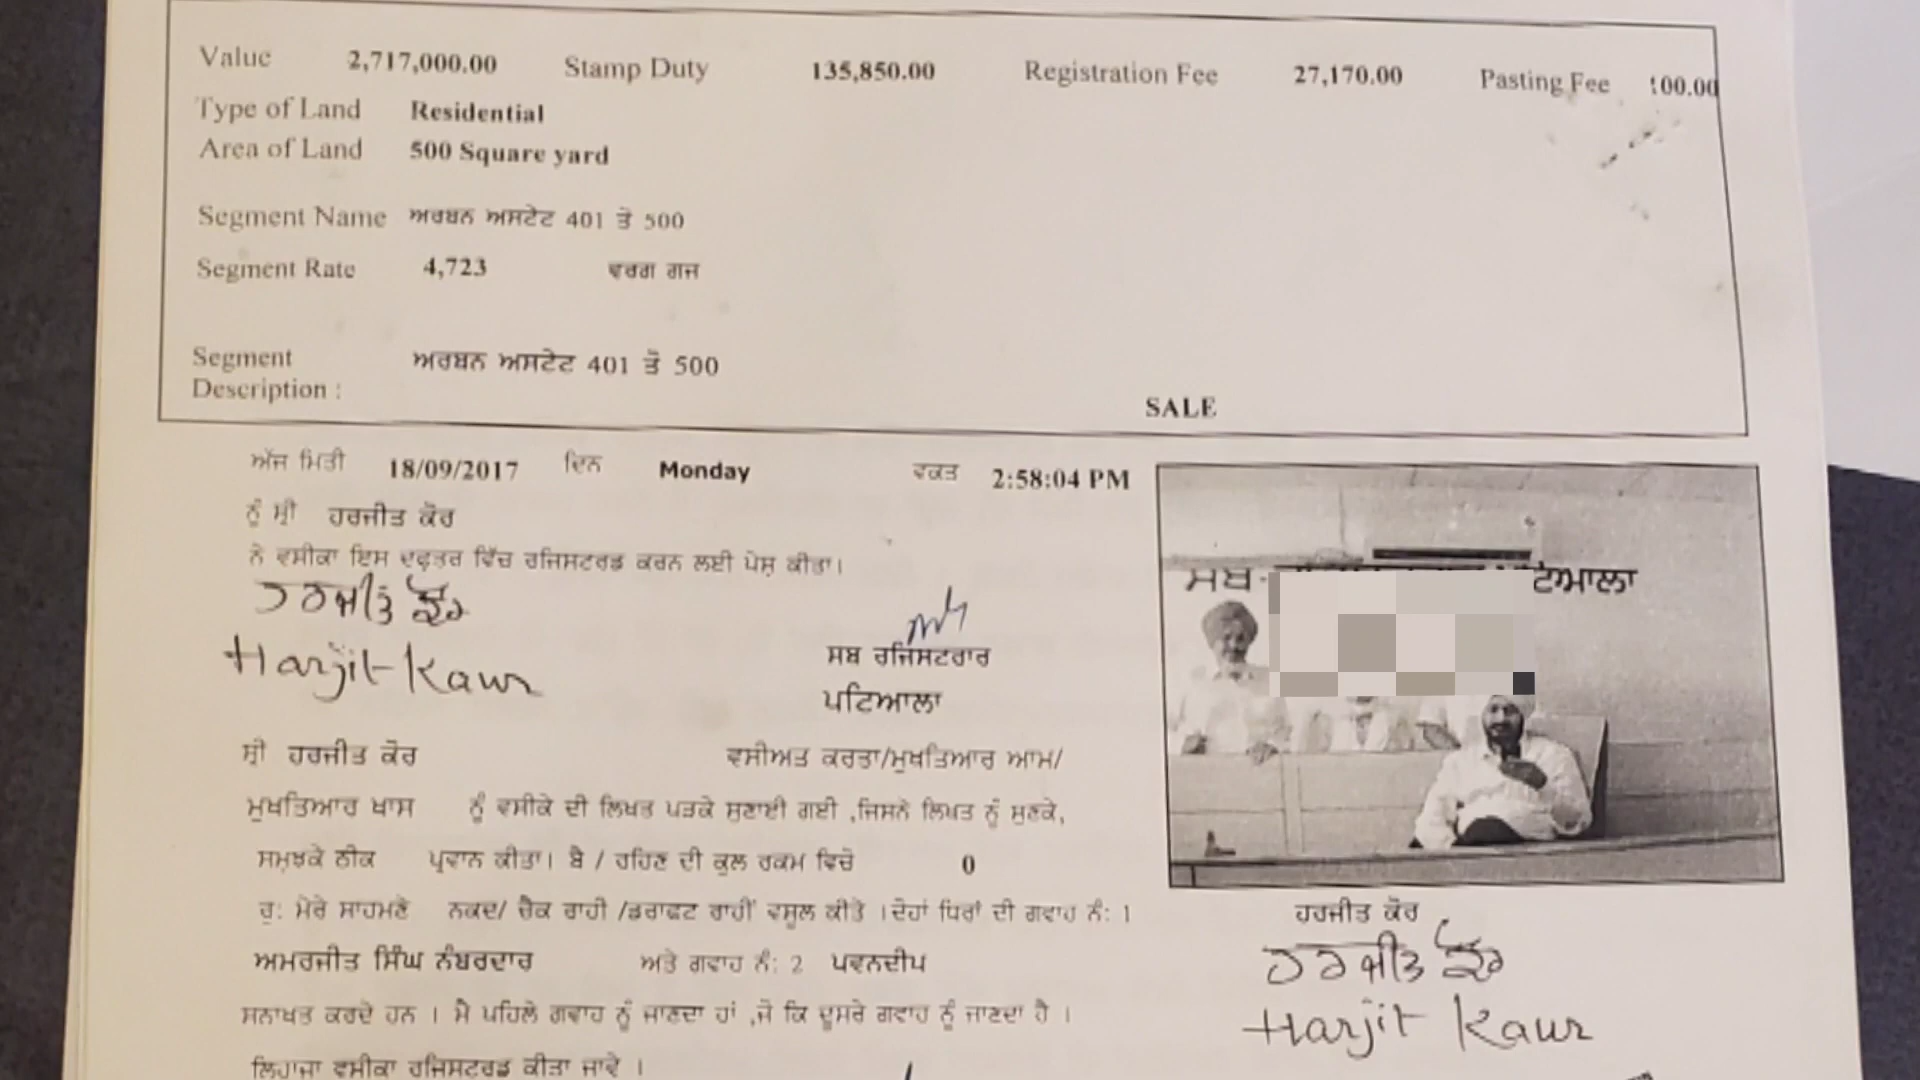 Value 2,717,000.00 Stamp Duty 135,850.00 Registration Fee 27,170.00 Pasting Fee 100.00
Type of Land Residential
Area of Land 500 Square yard
Segment Name ਅਰਬਨ ਅਸਟੇਟ 401 ਤੋ 500
Segment Rate 4,723 ਵਰਗ ਗਜ
Segment Description : ਅਰਬਨ ਅਸਟੇਟ 401 ਤੋ 500
SALE
ਅੱਜ ਮਿਤੀ 18/09/2017 ਦਿਨ Monday ਵਕਤ 2:58:04 PM
ਨੂੰ ਸ੍ਰੀ ਹਰਜੀਤ ਕੋਰ
ਨੇ ਵਸੀਕਾ ਇਸ ਦਫ਼ਤਰ ਵਿੱਚ ਰਜਿਸਟਰਡ ਕਰਨ ਲਈ ਪੇਸ਼ ਕੀਤਾ।
ਹਰਜੀਤ ਕੌਰ
Harjit Kaur
ਸਬ ਰਜਿਸਟਰਾਰ
ਪਟਿਆਲਾ
ਸ੍ਰੀ ਹਰਜੀਤ ਕੋਰ ਵਸੀਅਤ ਕਰਤਾ/ਮੁਖਤਿਆਰ ਆਮ/
ਮੁਖਤਿਆਰ ਖਾਸ ਨੂੰ ਵਸੀਕੇ ਦੀ ਲਿਖਤ ਪੜਕੇ ਸੁਣਾਈ ਗਈ ,ਜਿਸਨੇ ਲਿਖਤ ਨੂੰ ਸੁਣਕੇ,
ਸਮਝਕੇ ਠੀਕ ਪ੍ਰਵਾਨ ਕੀਤਾ। ਬੈ / ਰਹਿਣ ਦੀ ਕੁਲ ਰਕਮ ਵਿਚੋ 0
ਰੁ: ਮੇਰੇ ਸਾਹਮਣੇ ਨਕਦ/ ਚੈਕ ਰਾਹੀ /ਡਰਾਫਟ ਰਾਹੀਂ ਵਸੂਲ ਕੀਤੇ ।ਦੋਹਾਂ ਧਿਰਾਂ ਦੀ ਗਵਾਹ ਨੰ: 1
ਅਮਰਜੀਤ ਸਿੰਘ ਨੰਬਰਦਾਰ ਅਤੇ ਗਵਾਹ ਨੰ: 2 ਪਵਨਦੀਪ
ਸਨਾਖਤ ਕਰਦੇ ਹਨ । ਮੈ ਪਹਿਲੇ ਗਵਾਹ ਨੂੰ ਜਾਣਦਾ ਹਾਂ ,ਜੋ ਕਿ ਦੂਸਰੇ ਗਵਾਹ ਨੂੰ ਜਾਣਦਾ ਹੈ ।
ਲਿਹਾਜਾ ਵਸੀਕਾ ਰਜਿਸਟਰਡ ਕੀਤਾ ਜਾਵੇ ।
ਸਬ ਪਟਿਆਲਾ
ਹਰਜੀਤ ਕੋਰ
ਹਰਜੀਤ ਕੌਰ
Harjit Kaur